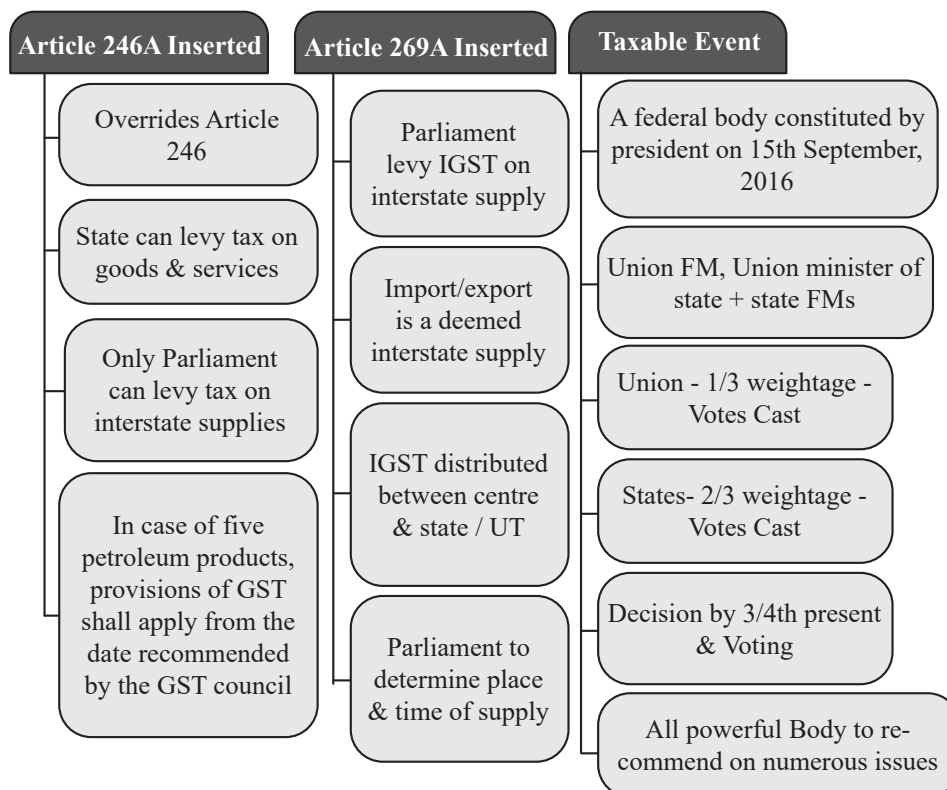 Article 246A Inserted
Overrides Article
246
State can levy tax on
goods & services
Only Parliament
can levy tax on
interstate supplies
In case of five
petroleum products,
provisions of GST
shall apply from the
date recommended
by the GST council
Article 269A Inserted
Parliament
levy IGST on
interstate supply
Import/export
is a deemed
interstate supply
IGST distributed
between centre
& state / UT
Parliament to
determine place
& time of supply
Taxable Event
A federal body constituted by
president on 15th September,
2016
Union FM, Union minister of
state + state FMs
Union - 1/3 weightage -
Votes Cast
States- 2/3 weightage -
Votes Cast
Decision by 3/4th present
& Voting
All powerful Body to re-
commend on numerous issues